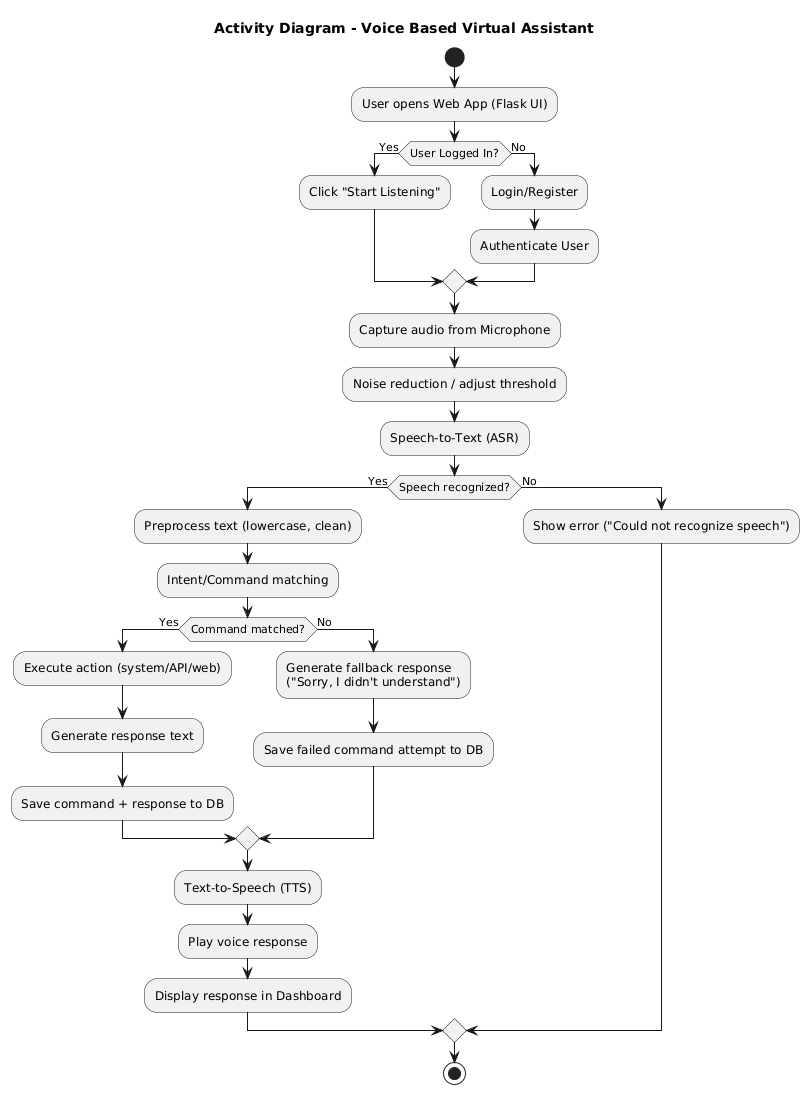 Activity Diagram - Voice Based Virtual Assistant
User opens Web App (Flask UI)
Yes
User Logged In?
No
Click "Start Listening"
Login/Register
Authenticate User
Capture audio from Microphone
Noise reduction / adjust threshold
Speech-to-Text (ASR)
Yes
Speech recognized?
No
Preprocess text (lowercase, clean)
Show error ("Could not recognize speech")
Intent/Command matching
Yes
Command matched?
No
Execute action (system/API/web)
Generate fallback response
("Sorry, I didn't understand")
Generate response text
Save failed command attempt to DB
Save command + response to DB
Text-to-Speech (TTS)
Play voice response
Display response in Dashboard